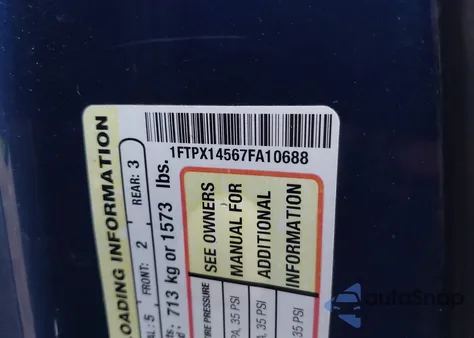 1FTPX14567FA10688
LOADING INFORMATION
REAR: 3
FRONT: 2
: 5
713 kg or 1573 lbs.
SEE OWNERS
MANUAL FOR
ADDITIONAL
INFORMATION
PRESSURE
, 35 PSI
, 35 PSI
35 PSI
autoSnap